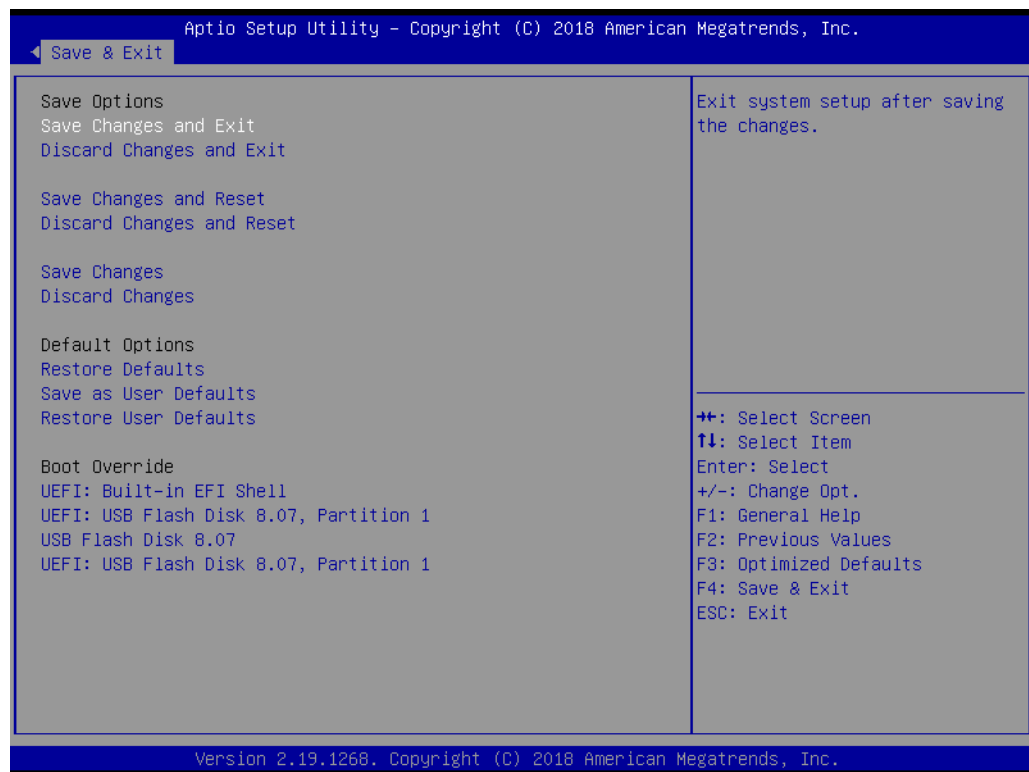 Aptio Setup Utility – Copyright (C) 2018 American Megatrends, Inc.
Save & Exit
Save Options
Save Changes and Exit
Discard Changes and Exit
Save Changes and Reset
Discard Changes and Reset
Save Changes
Discard Changes
Default Options
Restore Defaults
Save as User Defaults
Restore User Defaults
Boot Override
UEFI: Built-in EFI Shell
UEFI: USB Flash Disk 8.07, Partition 1
USB Flash Disk 8.07
UEFI: USB Flash Disk 8.07, Partition 1
Exit system setup after saving
the changes.
→←: Select Screen
↑↓: Select Item
Enter: Select
+/-: Change Opt.
F1: General Help
F2: Previous Values
F3: Optimized Defaults
F4: Save & Exit
ESC: Exit
Version 2.19.1268. Copyright (C) 2018 American Megatrends, Inc.